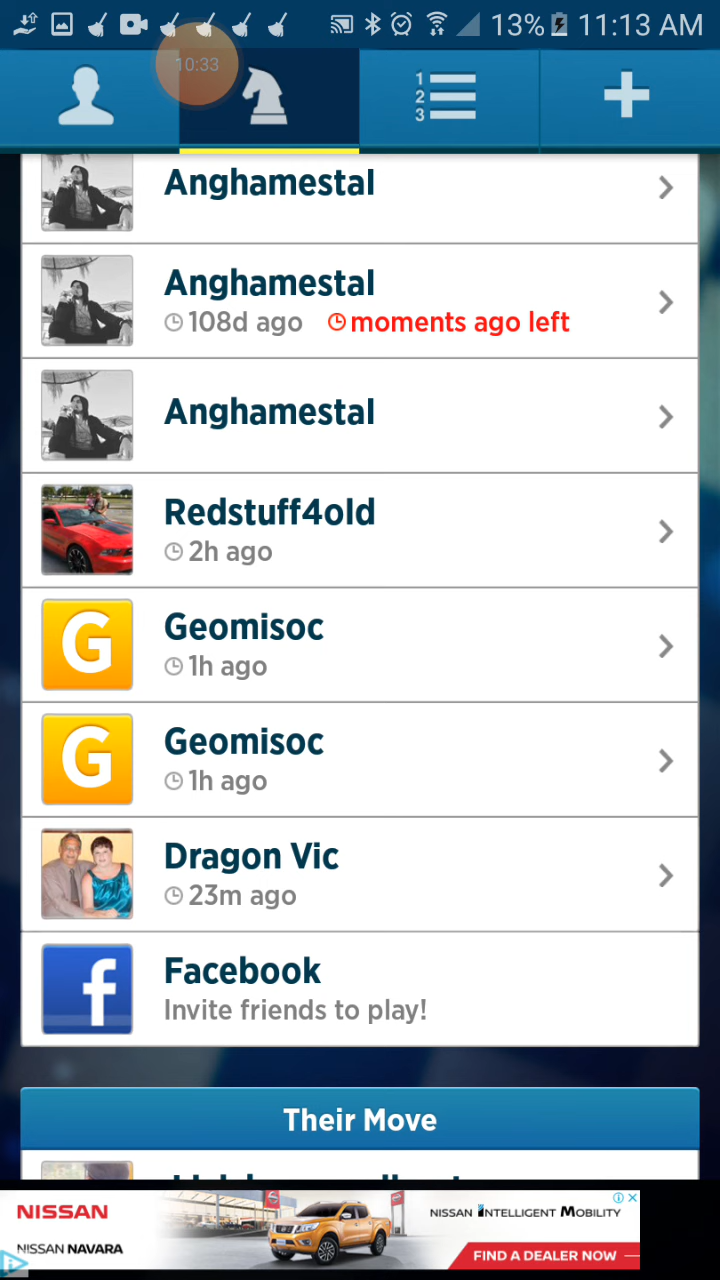 13% 11:13 AM
10:33
1
2
3
Anghamestal
Anghamestal
108d ago moments ago left
Anghamestal
Redstuff4old
2h ago
G
Geomisoc
1h ago
G
Geomisoc
1h ago
Dragon Vic
23m ago
f
Facebook
Invite friends to play!
Their Move
NISSAN
NISSAN NAVARA
NISSAN INTELLIGENT MOBILITY
FIND A DEALER NOW